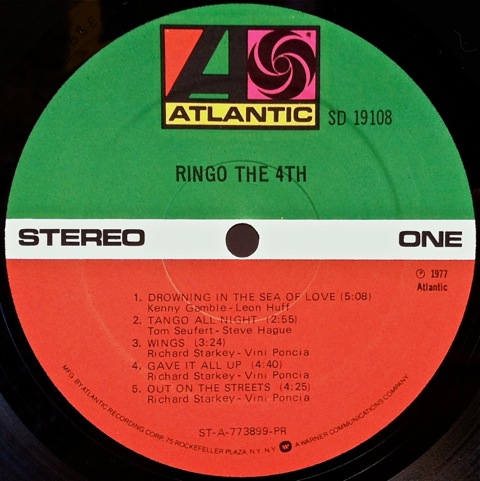 ATLANTIC
SD 19108
RINGO THE 4TH
STEREO
ONE
℗ 1977
Atlantic
1. DROWNING IN THE SEA OF LOVE (5:08)
Kenny Gamble - Leon Huff
2. TANGO ALL NIGHT (2:55)
Tom Seufert - Steve Hague
3. WINGS (3:24)
Richard Starkey - Vini Poncia
4. GAVE IT ALL UP (4:40)
Richard Starkey - Vini Poncia
5. OUT ON THE STREETS (4:25)
Richard Starkey - Vini Poncia
ST-A-773899-PR
MFG. BY ATLANTIC RECORDING CORP. 75 ROCKEFELLER PLAZA, N.Y. N.Y. A WARNER COMMUNICATIONS COMPANY